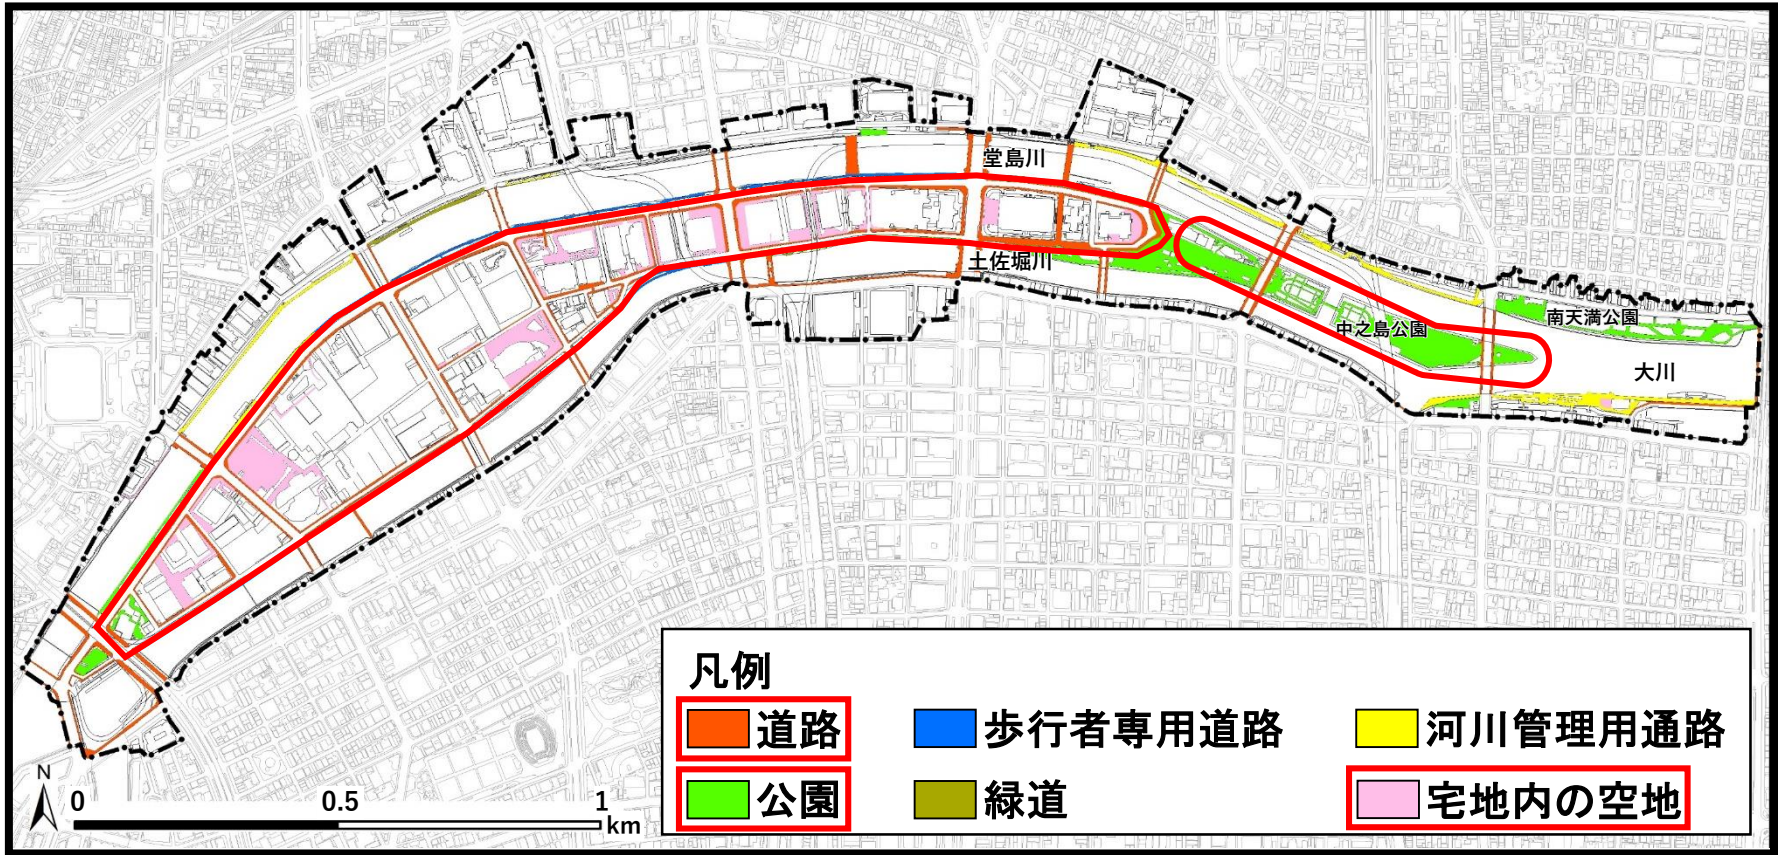 堂島川
土佐堀川
中之島公園
南天満公園
大川
凡例
道路
歩行者専用道路
河川管理用通路
公園
緑道
宅地内の空地
N
0 0.5 1
km